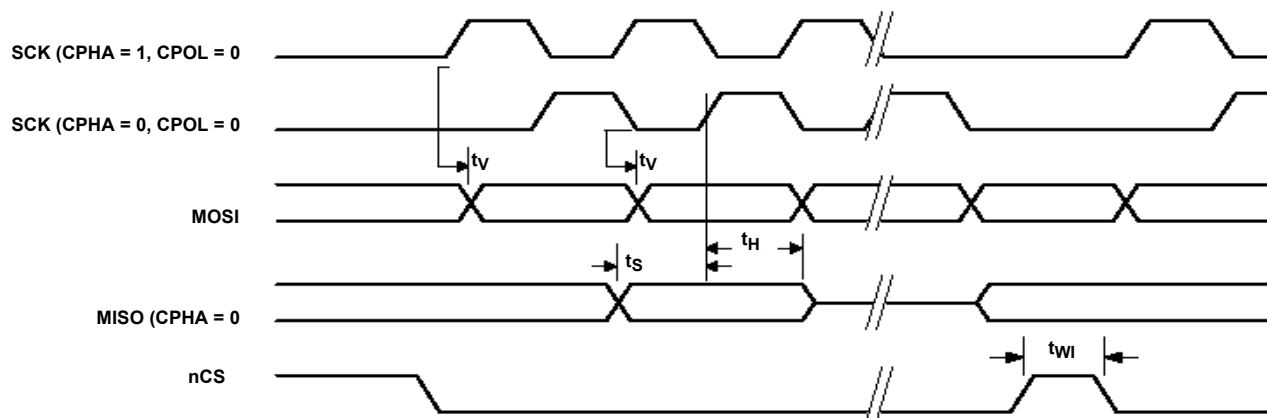 SCK (CPHA = 1, CPOL = 0
SCK (CPHA = 0, CPOL = 0
tV
tV
MOSI
tH
tS
MISO (CPHA = 0
tWI
nCS